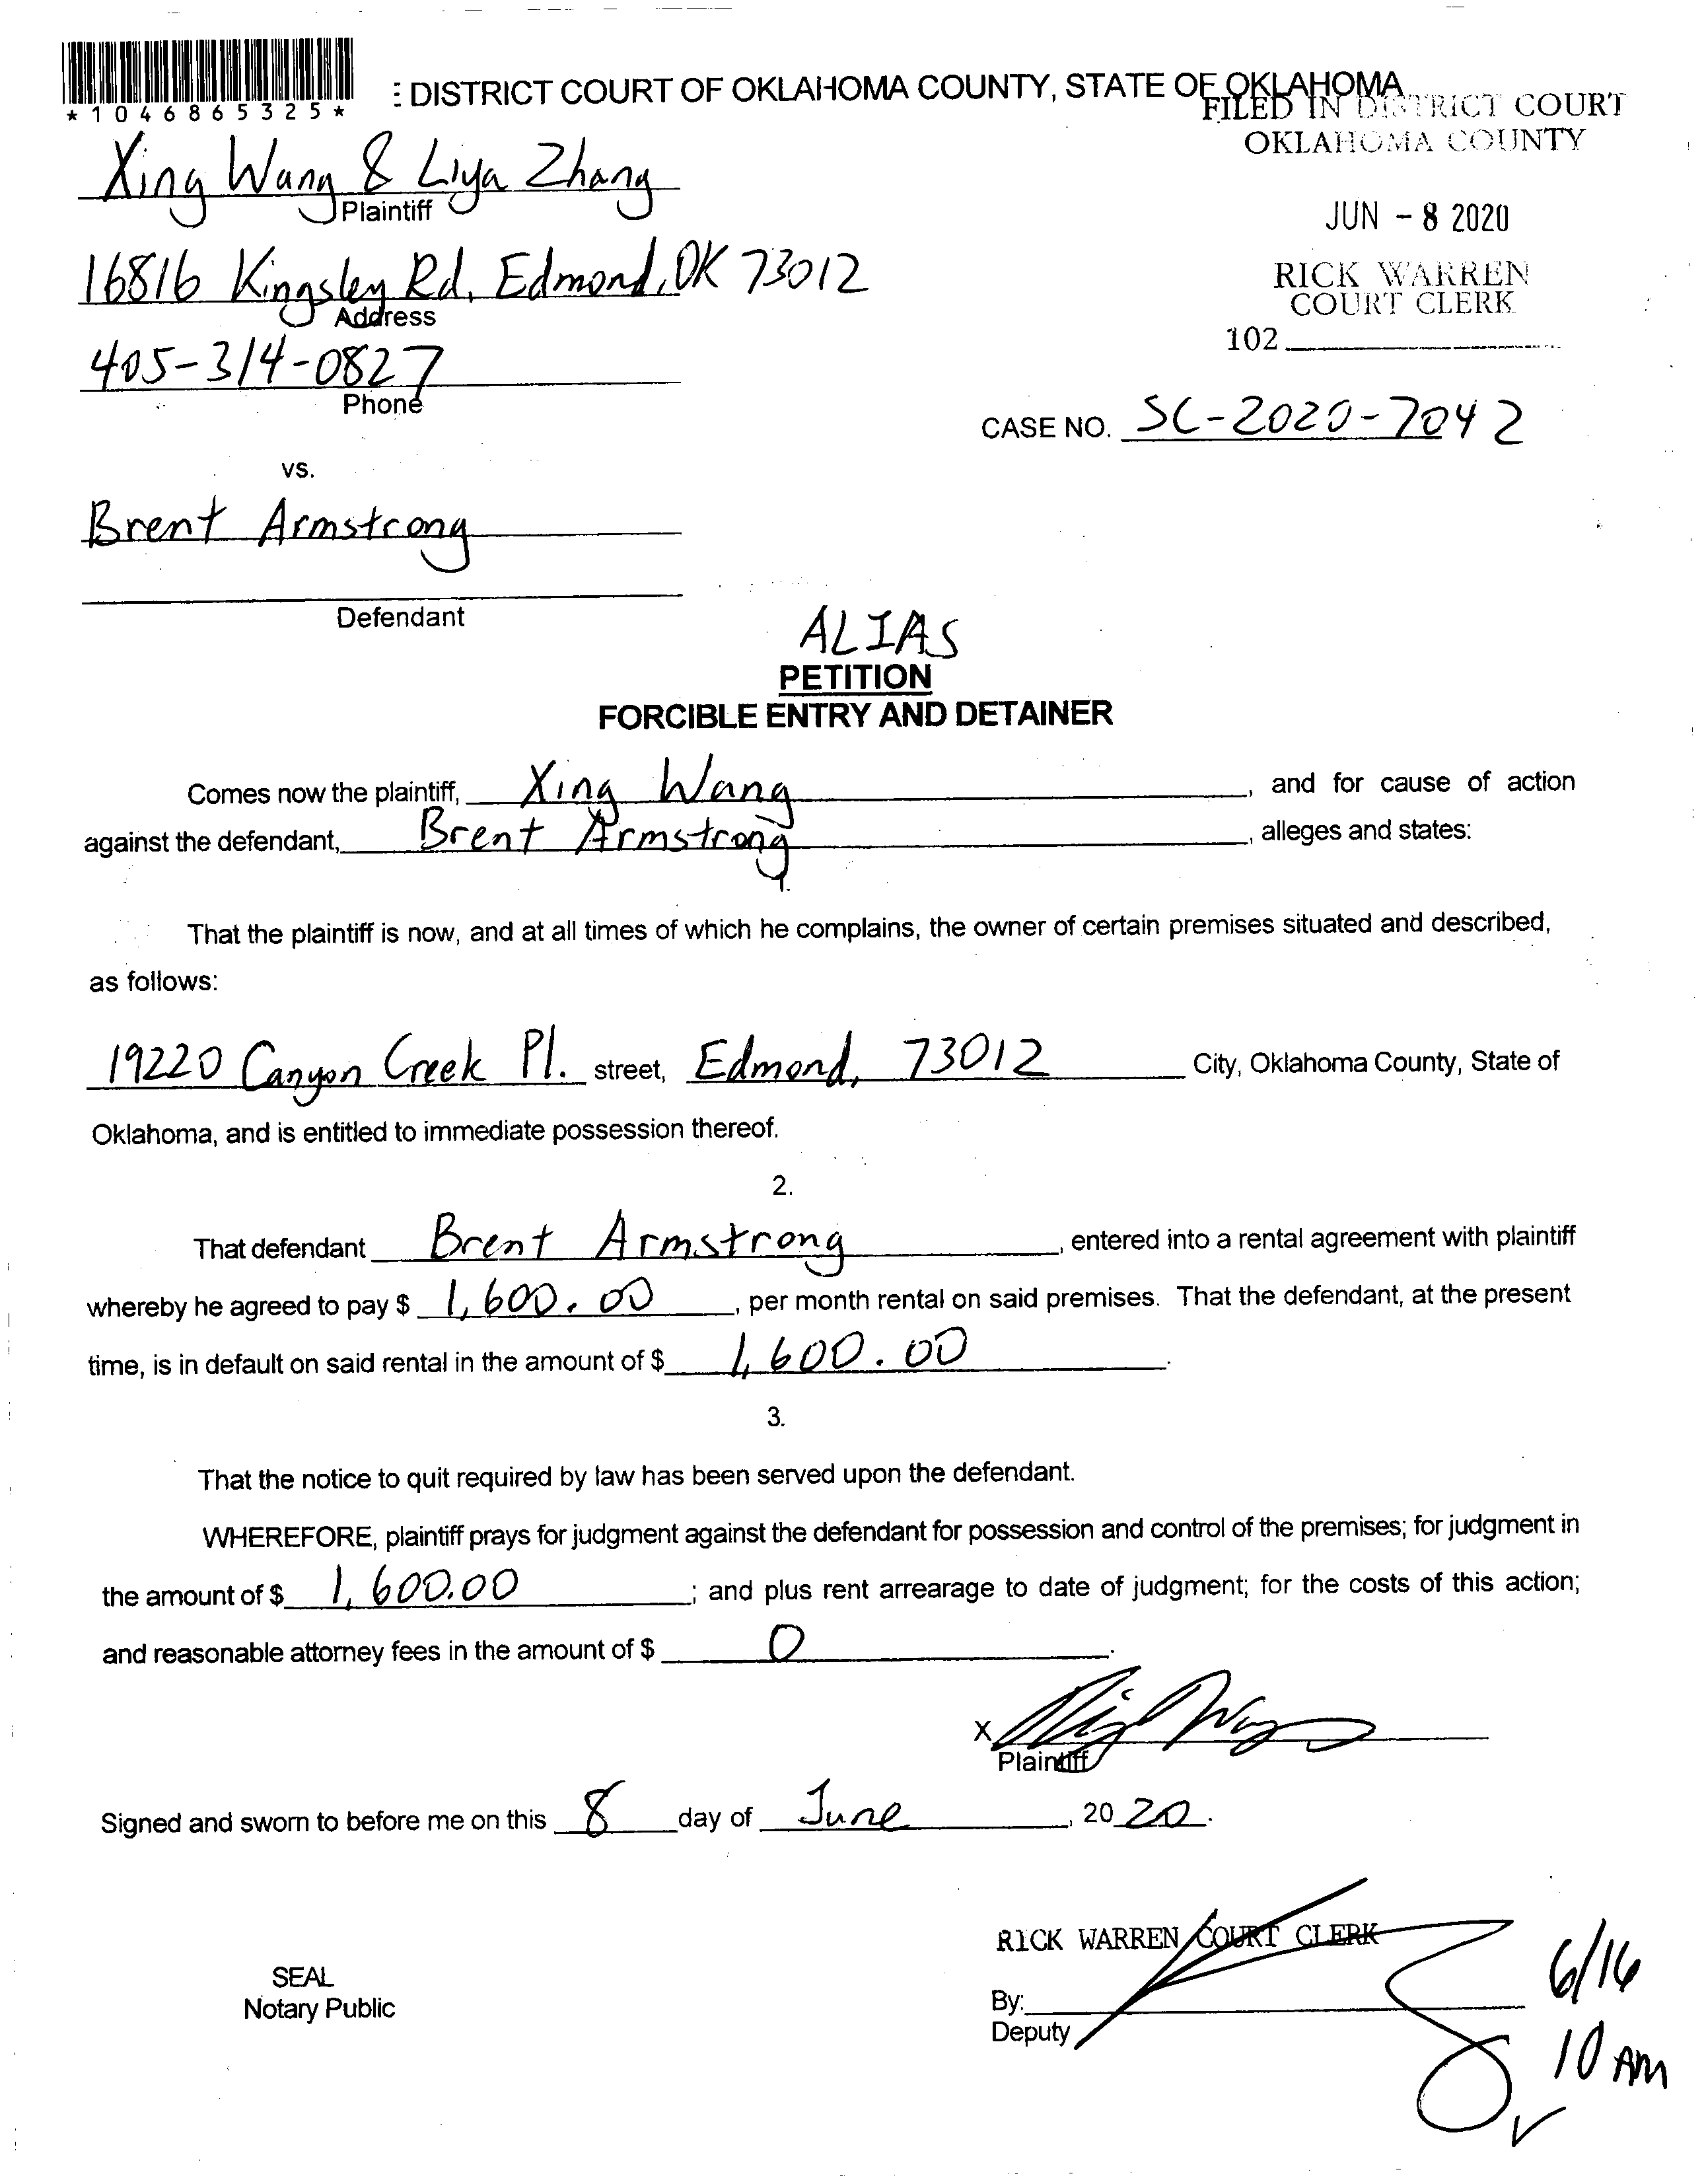 *1046865325*
: DISTRICT COURT OF OKLAHOMA COUNTY, STATE OF OKLAHOMA
FILED IN DISTRICT COURT
OKLAHOMA COUNTY
JUN - 8 2020
RICK WARREN
COURT CLERK
102
Xing Wang & Liya Zhang
Plaintiff
16816 Kingsley Rd, Edmond, OK 73012
Address
405-314-0827
Phone
CASE NO. SC-2020-7042
vs.
Brent Armstrong
Defendant
ALIAS
PETITION
FORCIBLE ENTRY AND DETAINER
Comes now the plaintiff, Xing Wang, and for cause of action
against the defendant, Brent Armstrong, alleges and states:
1.
That the plaintiff is now, and at all times of which he complains, the owner of certain premises situated and described,
as follows:
19220 Canyon Creek Pl. street, Edmond, 73012 City, Oklahoma County, State of
Oklahoma, and is entitled to immediate possession thereof.
2.
That defendant Brent Armstrong, entered into a rental agreement with plaintiff
whereby he agreed to pay $ 1,600.00, per month rental on said premises. That the defendant, at the present
time, is in default on said rental in the amount of $ 1,600.00.
3.
That the notice to quit required by law has been served upon the defendant.
WHEREFORE, plaintiff prays for judgment against the defendant for possession and control of the premises; for judgment in
the amount of $ 1,600.00; and plus rent arrearage to date of judgment; for the costs of this action;
and reasonable attorney fees in the amount of $ 0.
X Xing Wang
Plaintiff
Signed and sworn to before me on this 8 day of June, 2020.
RICK WARREN COURT CLERK
SEAL
Notary Public
By:
Deputy
6/16
10 AM